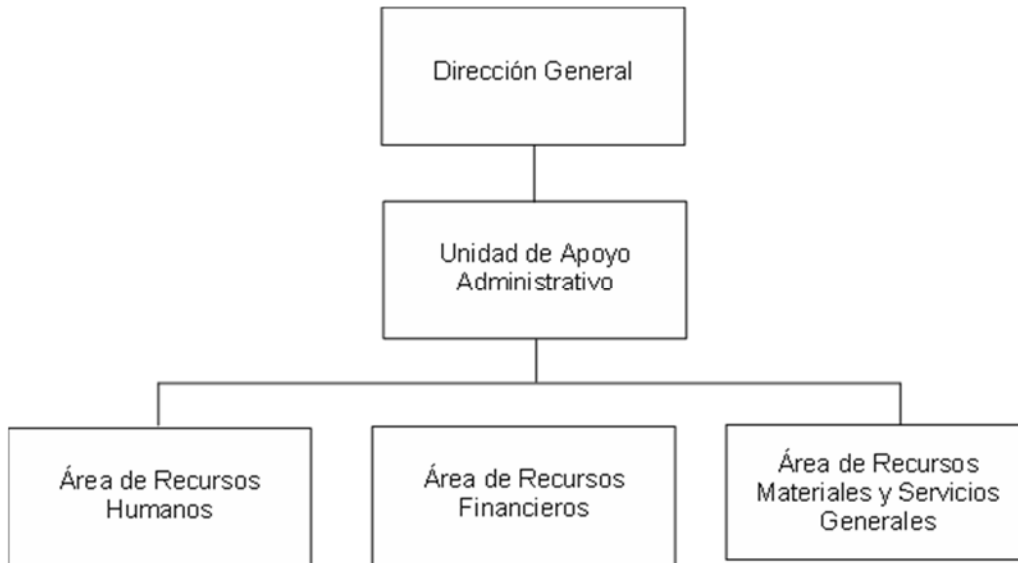 Dirección General
Unidad de Apoyo
Administrativo
Área de Recursos
Humanos
Área de Recursos
Financieros
Área de Recursos
Materiales y Servicios
Generales